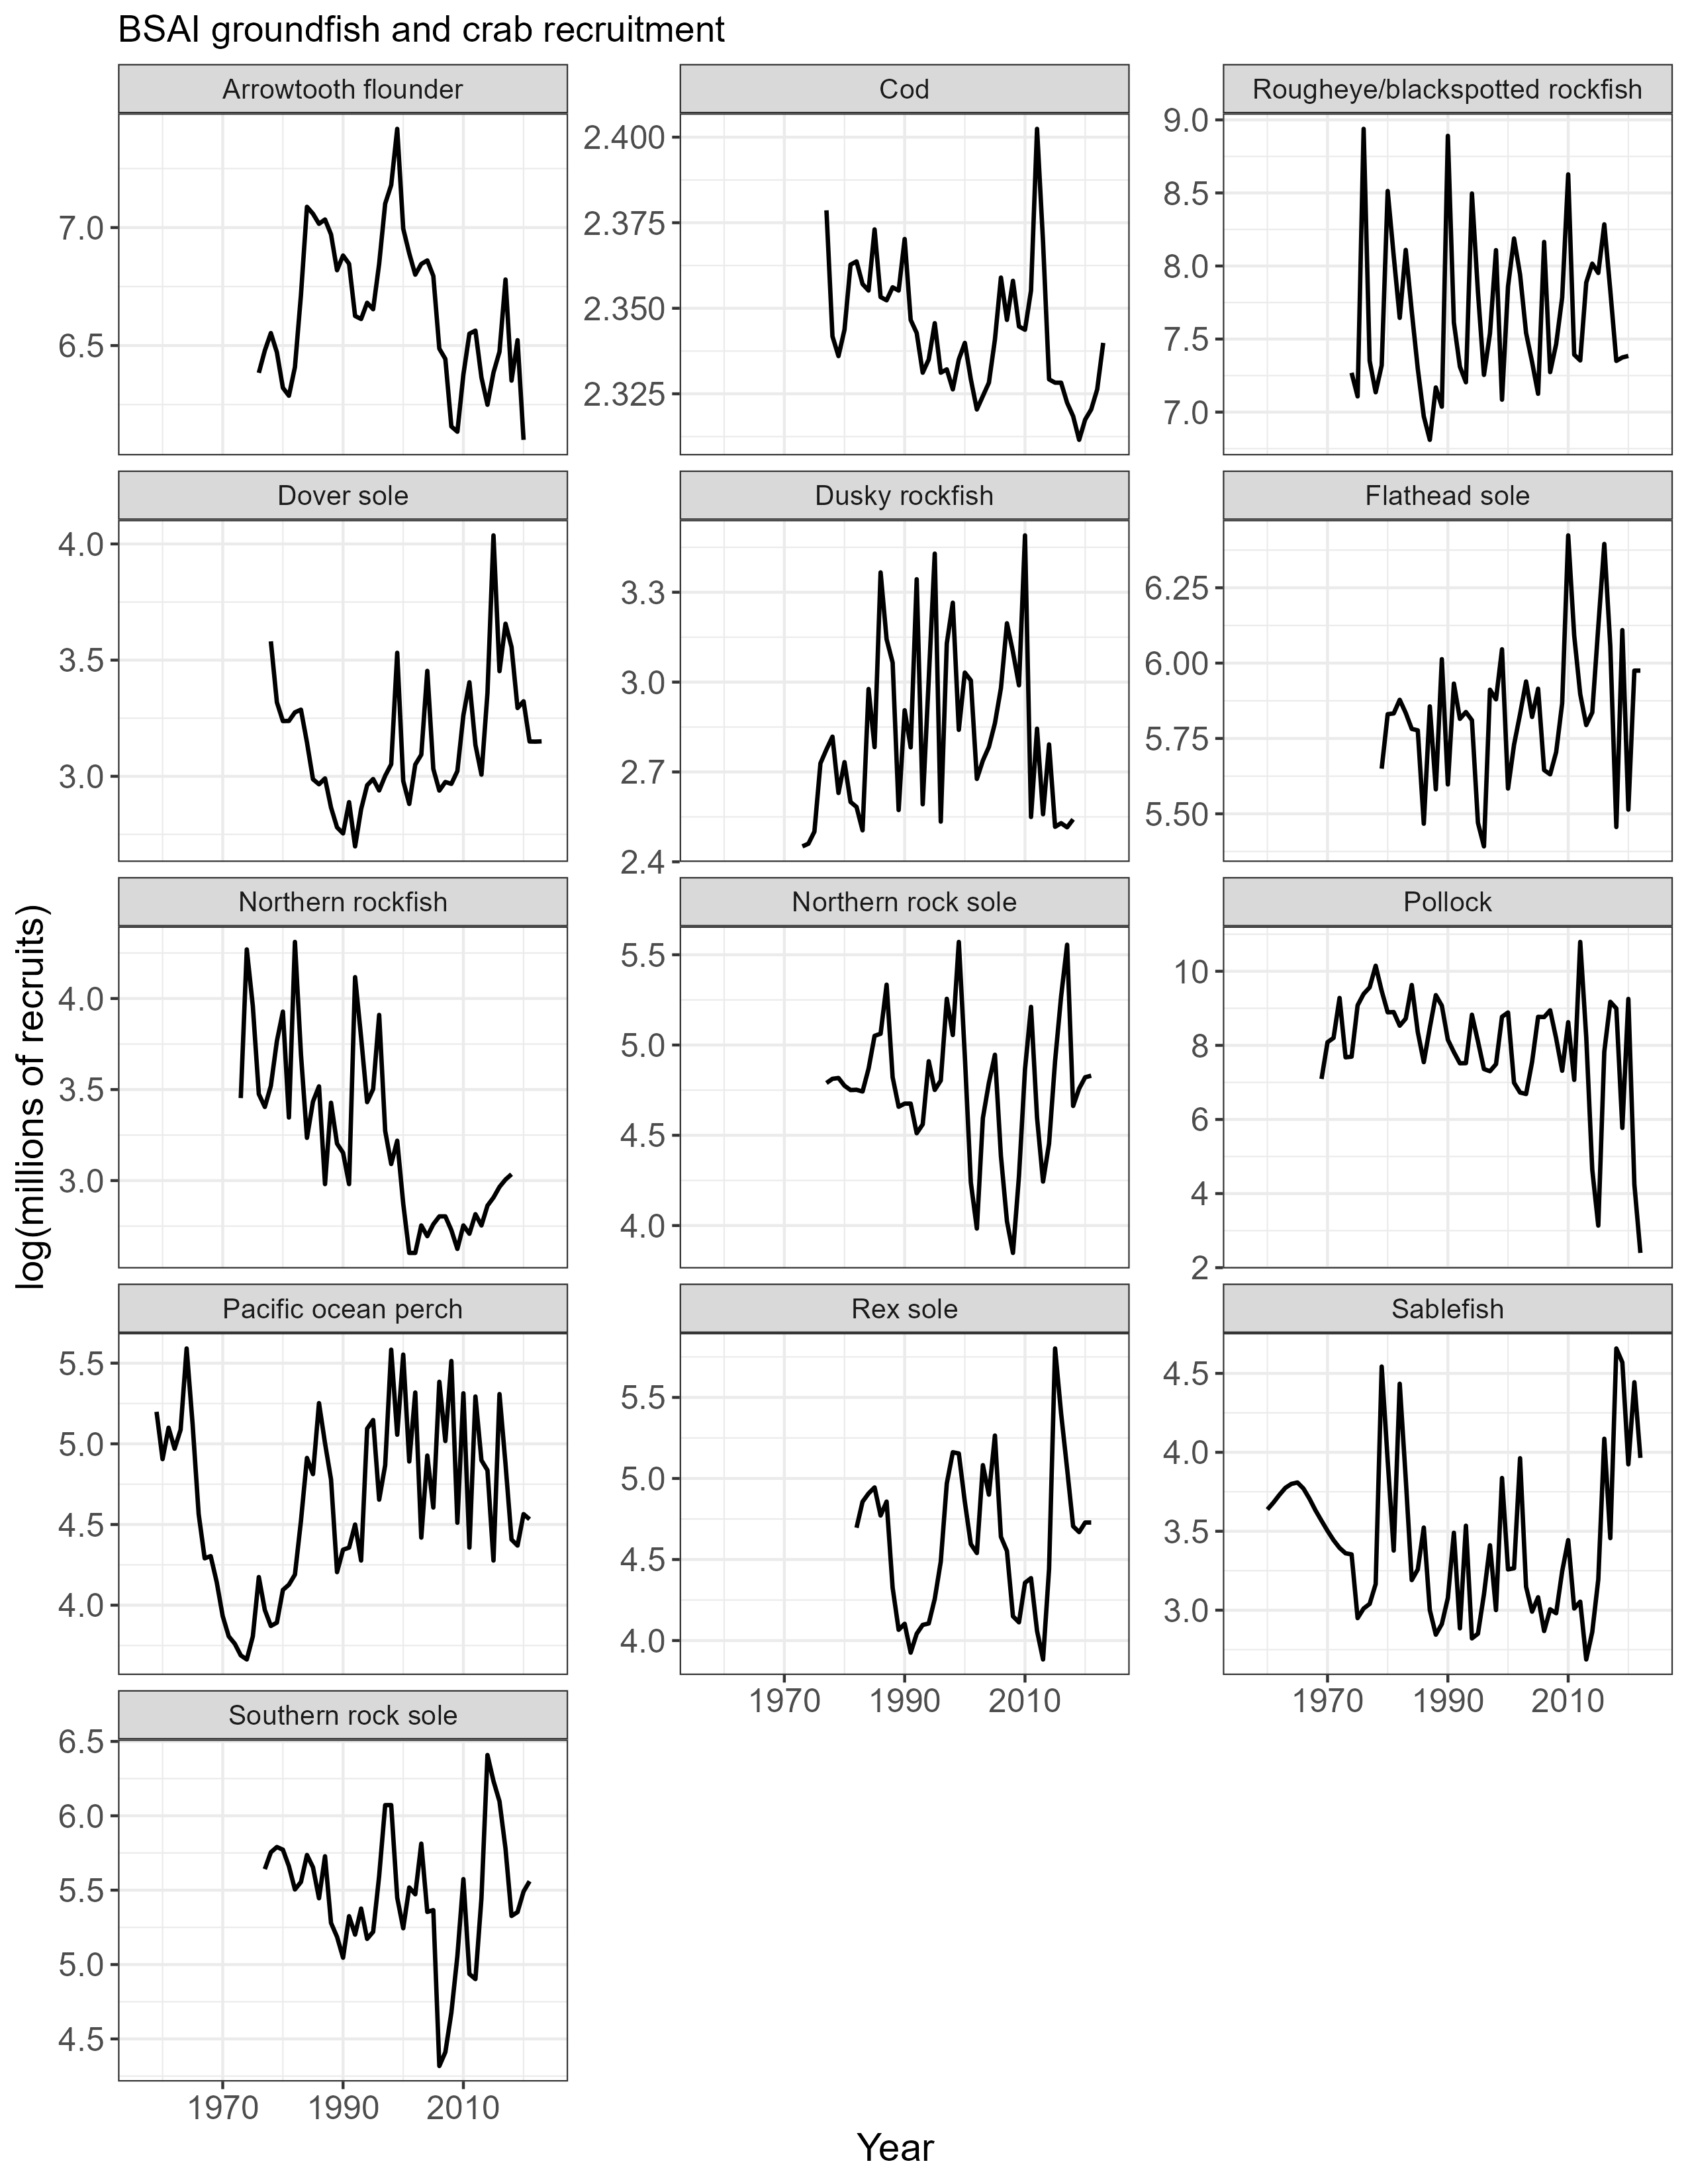 BSAI groundfish and crab recruitment
Arrowtooth flounder
Cod
Rougheye/blackspotted rockfish
7.0
6.5
2.400
2.375
2.350
2.325
9.0
8.5
8.0
7.5
7.0
Dover sole
Dusky rockfish
Flathead sole
4.0
3.5
3.0
3.3
3.0
2.7
2.4
6.25
6.00
5.75
5.50
Northern rockfish
Northern rock sole
Pollock
4.0
3.5
3.0
5.5
5.0
4.5
4.0
10
8
6
4
2
Pacific ocean perch
Rex sole
Sablefish
5.5
5.0
4.5
4.0
5.5
5.0
4.5
4.0
4.5
4.0
3.5
3.0
1970 1990 2010
1970 1990 2010
Southern rock sole
6.5
6.0
5.5
5.0
4.5
1970 1990 2010
log(millions of recruits)
Year